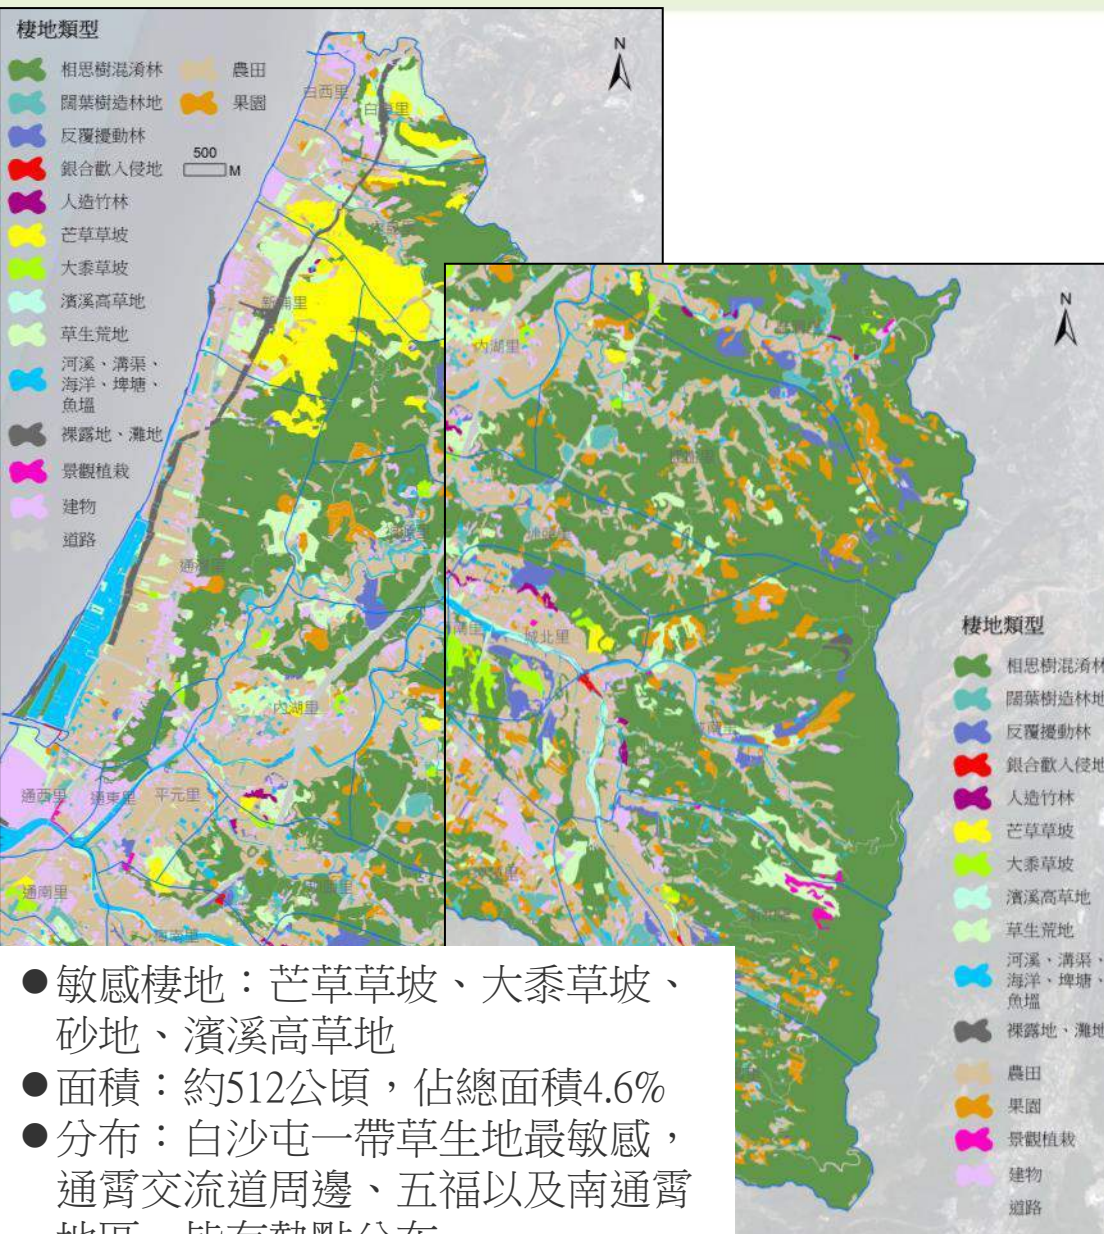 棲地類型
相思樹混淆林
闊葉樹造林地
反覆擾動林
銀合歡入侵地
人造竹林
芒草草坡
大黍草坡
濱溪高草地
草生荒地
河溪、溝渠、
海洋、埤塘、
魚塭
裸露地、灘地
景觀植栽
建物
道路
農田
果園
500
M
N
白西里
新埔里
內湖里
通西里
通東里
平元里
通南里
N
內湖里
城北里
棲地類型
相思樹混淆林
闊葉樹造林地
反覆擾動林
銀合歡入侵地
人造竹林
芒草草坡
大黍草坡
濱溪高草地
草生荒地
河溪、溝渠、
海洋、埤塘、
魚塭
裸露地、灘地
農田
果園
景觀植栽
建物
道路
●敏感棲地：芒草草坡、大黍草坡、
砂地、濱溪高草地
●面積：約512公頃，佔總面積4.6%
●分布：白沙屯一帶草生地最敏感，
通霄交流道周邊、五福以及南通霄